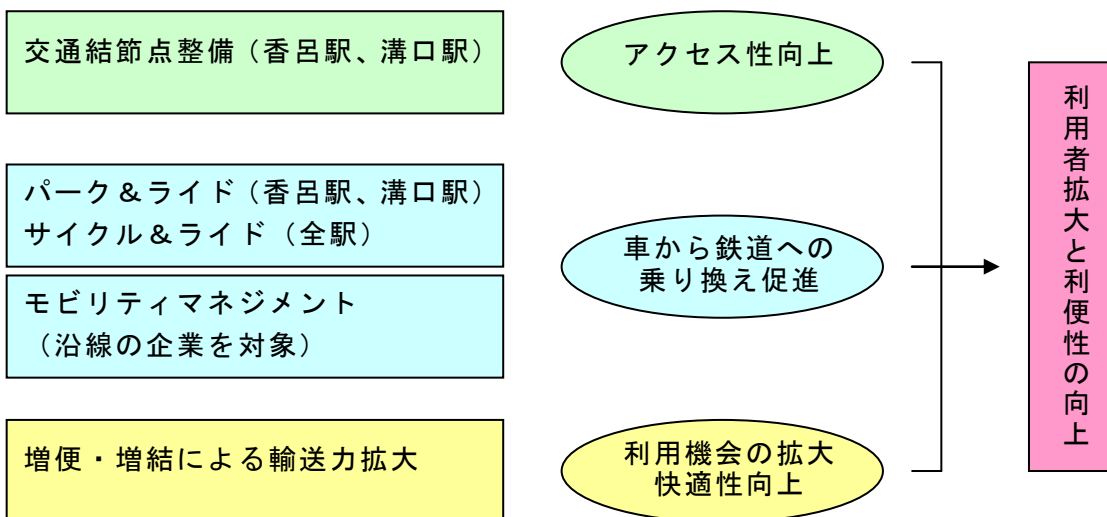 交通結節点整備（香呂駅、溝口駅）
アクセス性向上
パーク＆ライド（香呂駅、溝口駅）
サイクル＆ライド（全駅）
車から鉄道への
乗り換え促進
モビリティマネジメント
（沿線の企業を対象）
増便・増結による輸送力拡大
利用機会の拡大
快適性向上
利用者拡大と利便性の向上